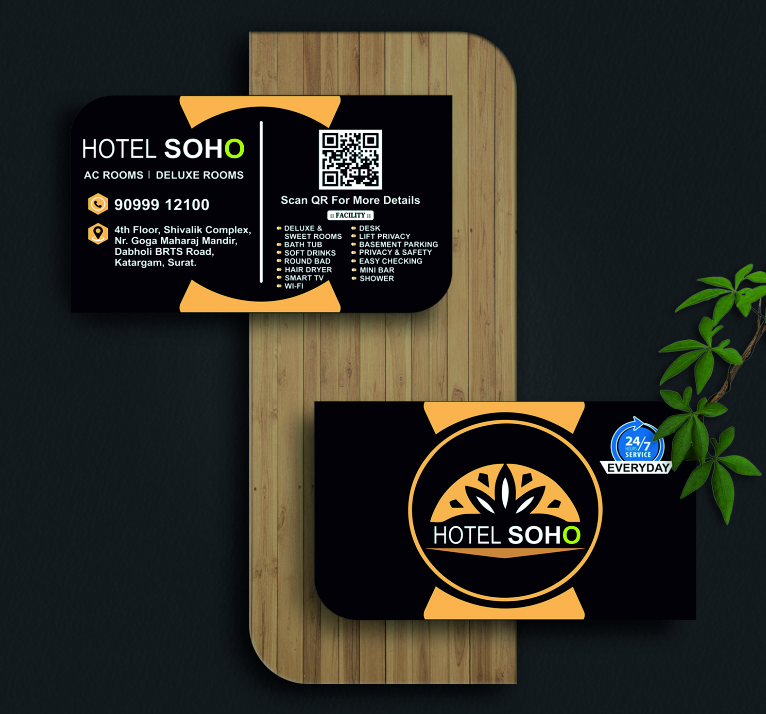 HOTEL SOHO
AC ROOMS | DELUXE ROOMS
90999 12100
4th Floor, Shivalik Complex,
Nr. Goga Maharaj Mandir,
Dabholi BRTS Road,
Katargam, Surat.
Scan QR For More Details
:: FACILITY ::
DELUXE &
SWEET ROOMS
BATH TUB
SOFT DRINKS
ROUND BAD
HAIR DRYER
SMART TV
WI-FI
DESK
LIFT PRIVACY
BASEMENT PARKING
PRIVACY & SAFETY
EASY CHECKING
MINI BAR
SHOWER
24/7
HOURS
SERVICE
EVERYDAY
HOTEL SOHO